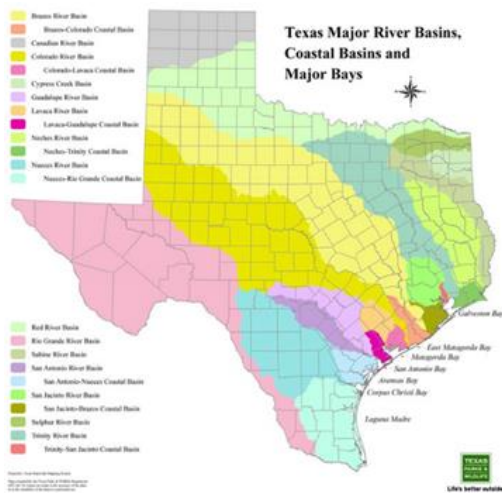 Texas Major River Basins,
Coastal Basins and
Major Bays
Brazos River Basin
Brazos-Colorado Coastal Basin
Canadian River Basin
Colorado River Basin
Colorado-Lavaca Coastal Basin
Cypress Creek Basin
Guadalupe River Basin
Lavaca River Basin
Lavaca-Guadalupe Coastal Basin
Neches River Basin
Neches-Trinity Coastal Basin
Nueces River Basin
Nueces-Rio Grande Coastal Basin
Red River Basin
Rio Grande River Basin
Sabine River Basin
San Antonio River Basin
San Antonio-Nueces Coastal Basin
San Jacinto River Basin
San Jacinto-Brazos Coastal Basin
Sulphur River Basin
Trinity River Basin
Trinity-San Jacinto Coastal Basin
Galveston Bay
East Matagorda Bay
Matagorda Bay
San Antonio Bay
Aransas Bay
Corpus Christi Bay
Laguna Madre
TEXAS
PARKS &
WILDLIFE
Life's better outside